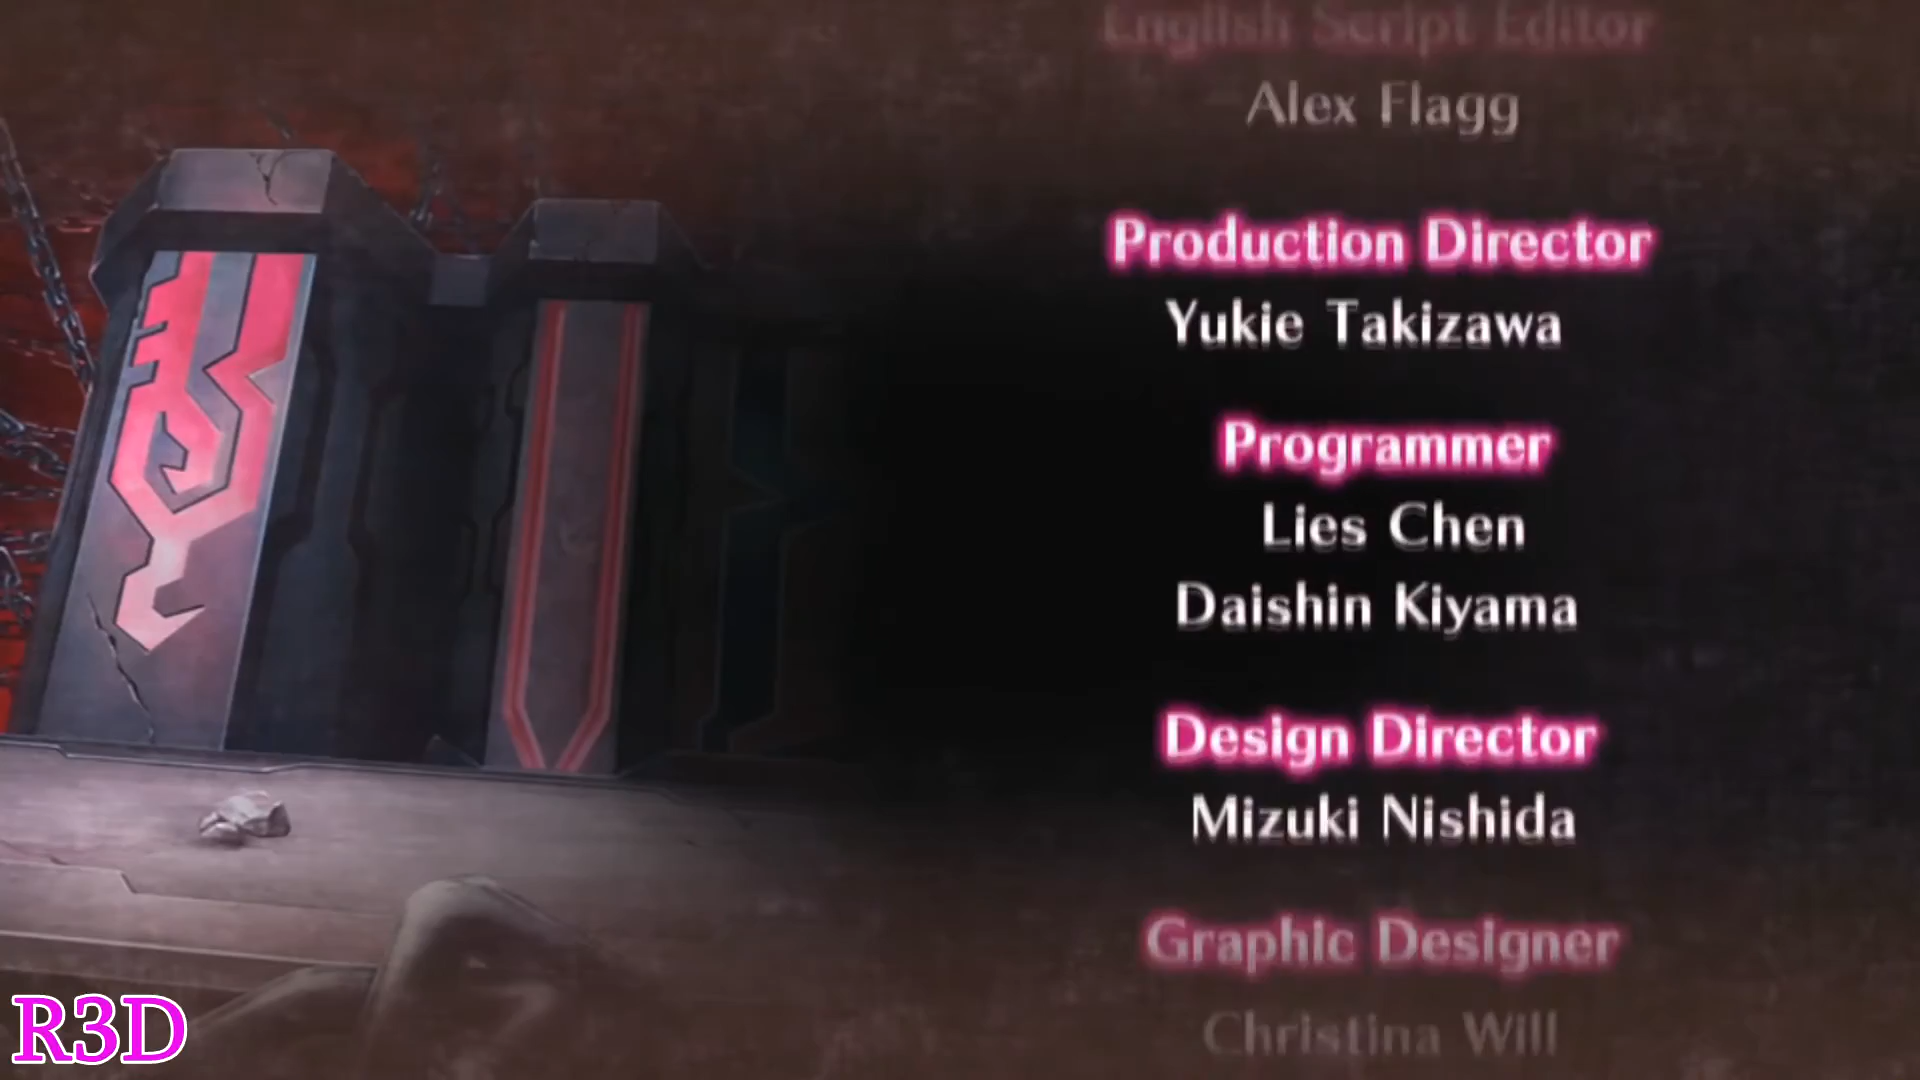 English Script Editor
Alex Flagg
Production Director
Yukie Takizawa
Programmer
Lies Chen
Daishin Kiyama
Design Director
Mizuki Nishida
Graphic Designer
Christina Will
R3D